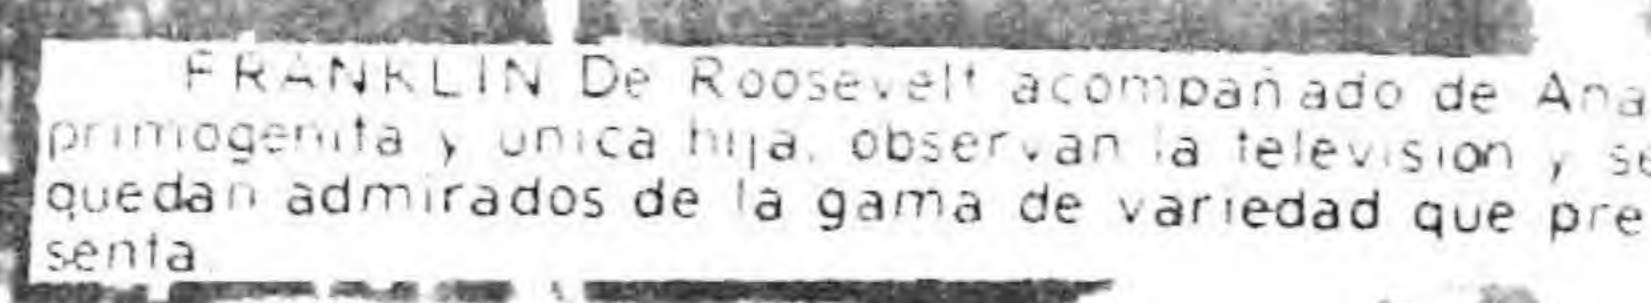 FRANKLIN De Roosevelt acompañado de Ana
primogenita y unica hija, observan la television y se
quedan admirados de la gama de variedad que pre
senta.